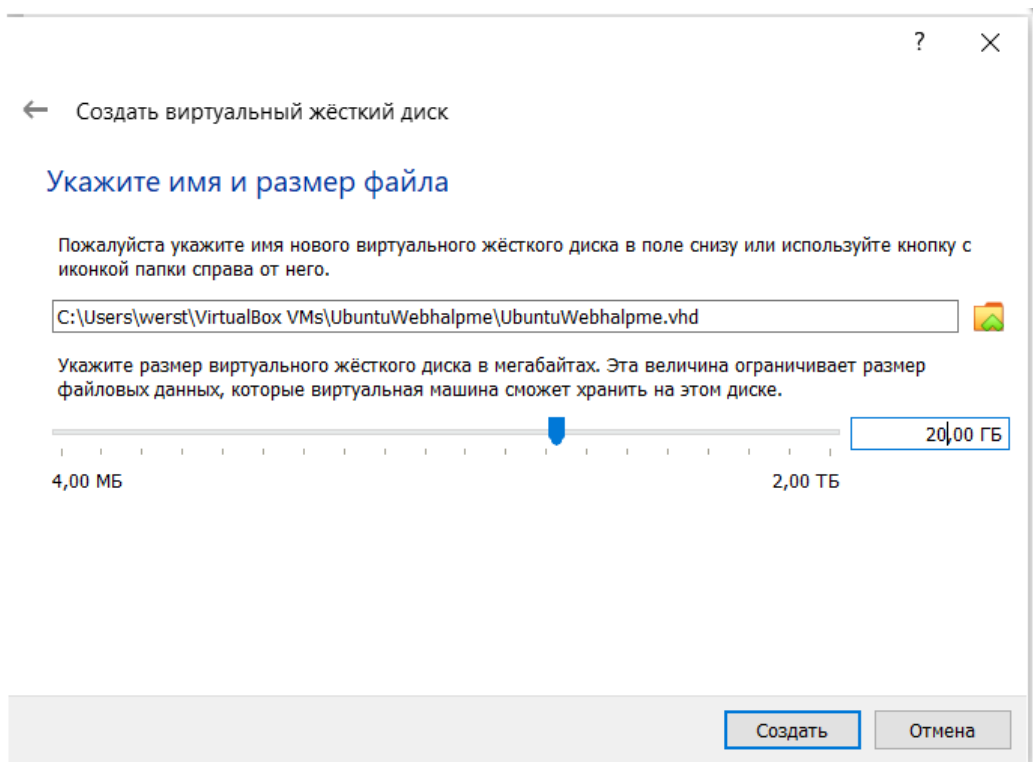 ?
Создать виртуальный жёсткий диск
Укажите имя и размер файла
Пожалуйста укажите имя нового виртуального жёсткого диска в поле снизу или используйте кнопку с
иконкой папки справа от него.
C:\Users\werst\VirtualBox VMs\UbuntuWebhalpme\UbuntuWebhalpme.vhd
Укажите размер виртуального жёсткого диска в мегабайтах. Эта величина ограничивает размер
файловых данных, которые виртуальная машина сможет хранить на этом диске.
20,00 ГБ
4,00 МБ 2,00 ТБ
Создать Отмена